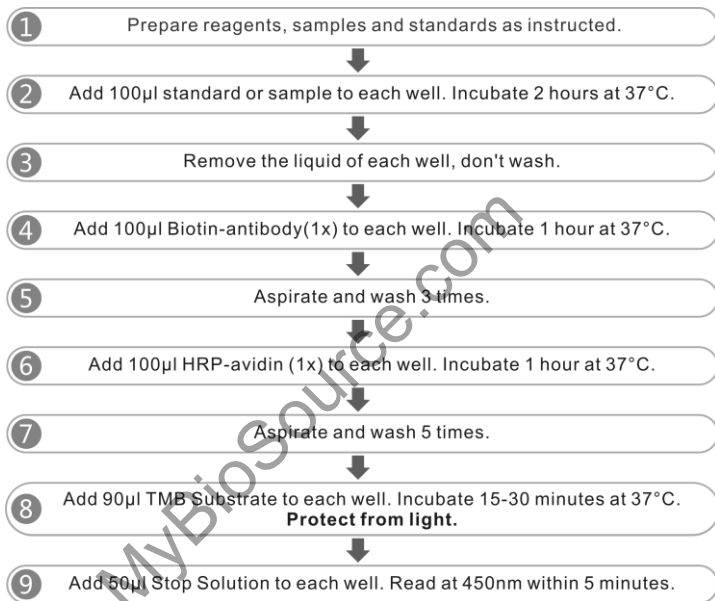 1 Prepare reagents, samples and standards as instructed.
2 Add 100µl standard or sample to each well. Incubate 2 hours at 37°C.
3 Remove the liquid of each well, don't wash.
4 Add 100µl Biotin-antibody(1x) to each well. Incubate 1 hour at 37°C.
5 Aspirate and wash 3 times.
6 Add 100µl HRP-avidin (1x) to each well. Incubate 1 hour at 37°C.
7 Aspirate and wash 5 times.
8 Add 90µl TMB Substrate to each well. Incubate 15-30 minutes at 37°C.
Protect from light.
9 Add 50µl Stop Solution to each well. Read at 450nm within 5 minutes.
MyBioSource.com